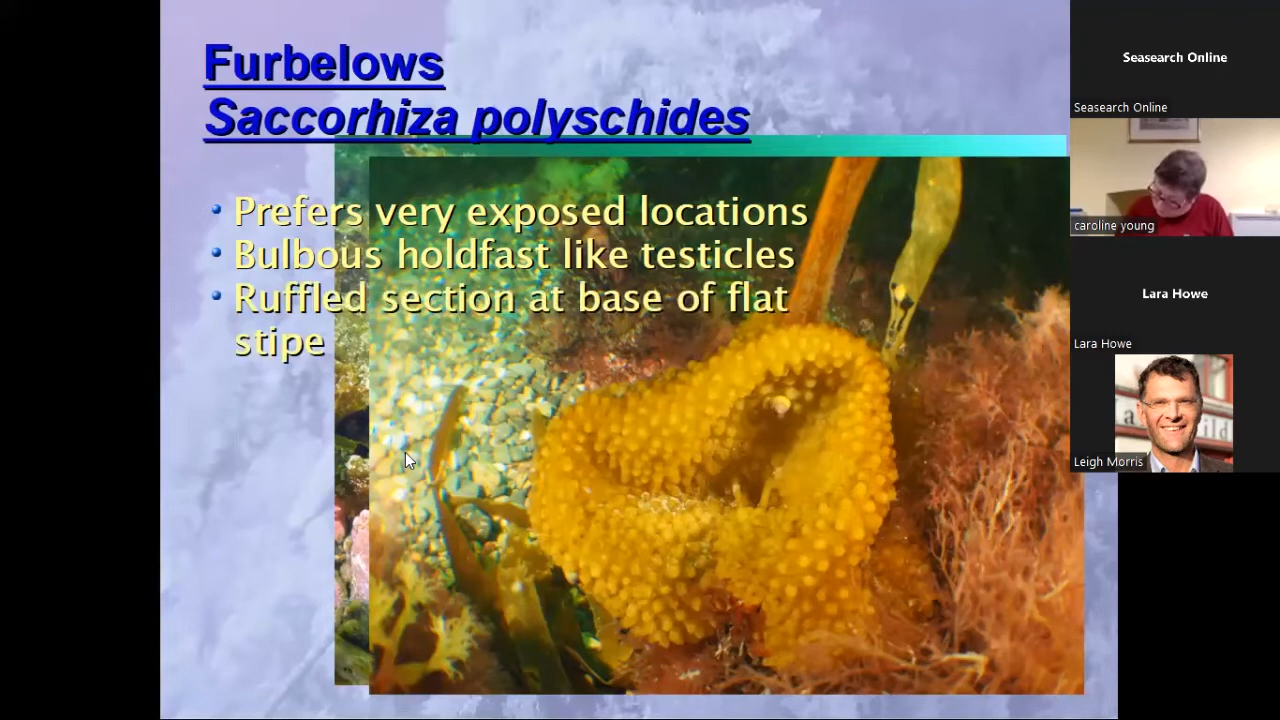 Furbelows
Saccorhiza polyschides
• Prefers very exposed locations
• Bulbous holdfast like testicles
• Ruffled section at base of flat
stipe
Seasearch Online
Seasearch Online
caroline young
Lara Howe
Lara Howe
Leigh Morris